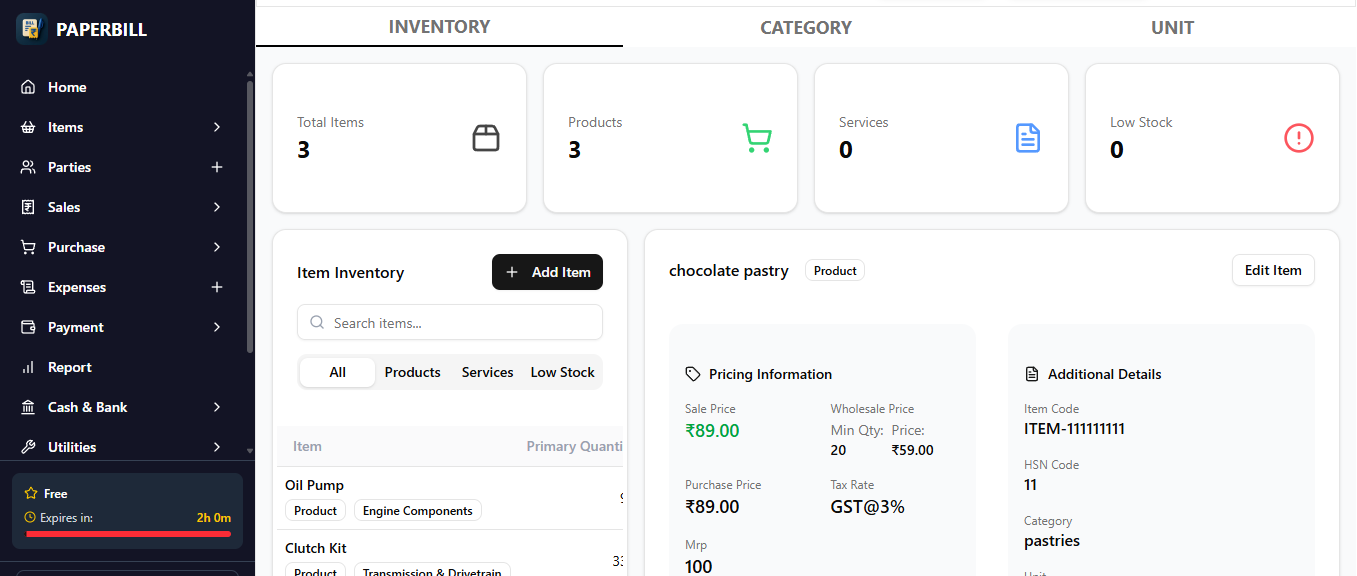 PAPERBILL
Home
Items
Parties
Sales
Purchase
Expenses
Payment
Report
Cash & Bank
Utilities
Free
Expires in: 2h 0m
INVENTORY CATEGORY UNIT
Total Items
3
Products
3
Services
0
Low Stock
0
Item Inventory
+ Add Item
Search items...
All Products Services Low Stock
Item Primary Quanti
Oil Pump
Product Engine Components
Clutch Kit
33
Product Transmission & Drivetrain
chocolate pastry Product
Edit Item
Pricing Information
Sale Price
₹89.00
Wholesale Price
Min Qty: Price:
20 ₹59.00
Purchase Price
₹89.00
Tax Rate
GST@3%
Mrp
100
Additional Details
Item Code
ITEM-111111111
HSN Code
11
Category
pastries
Unit